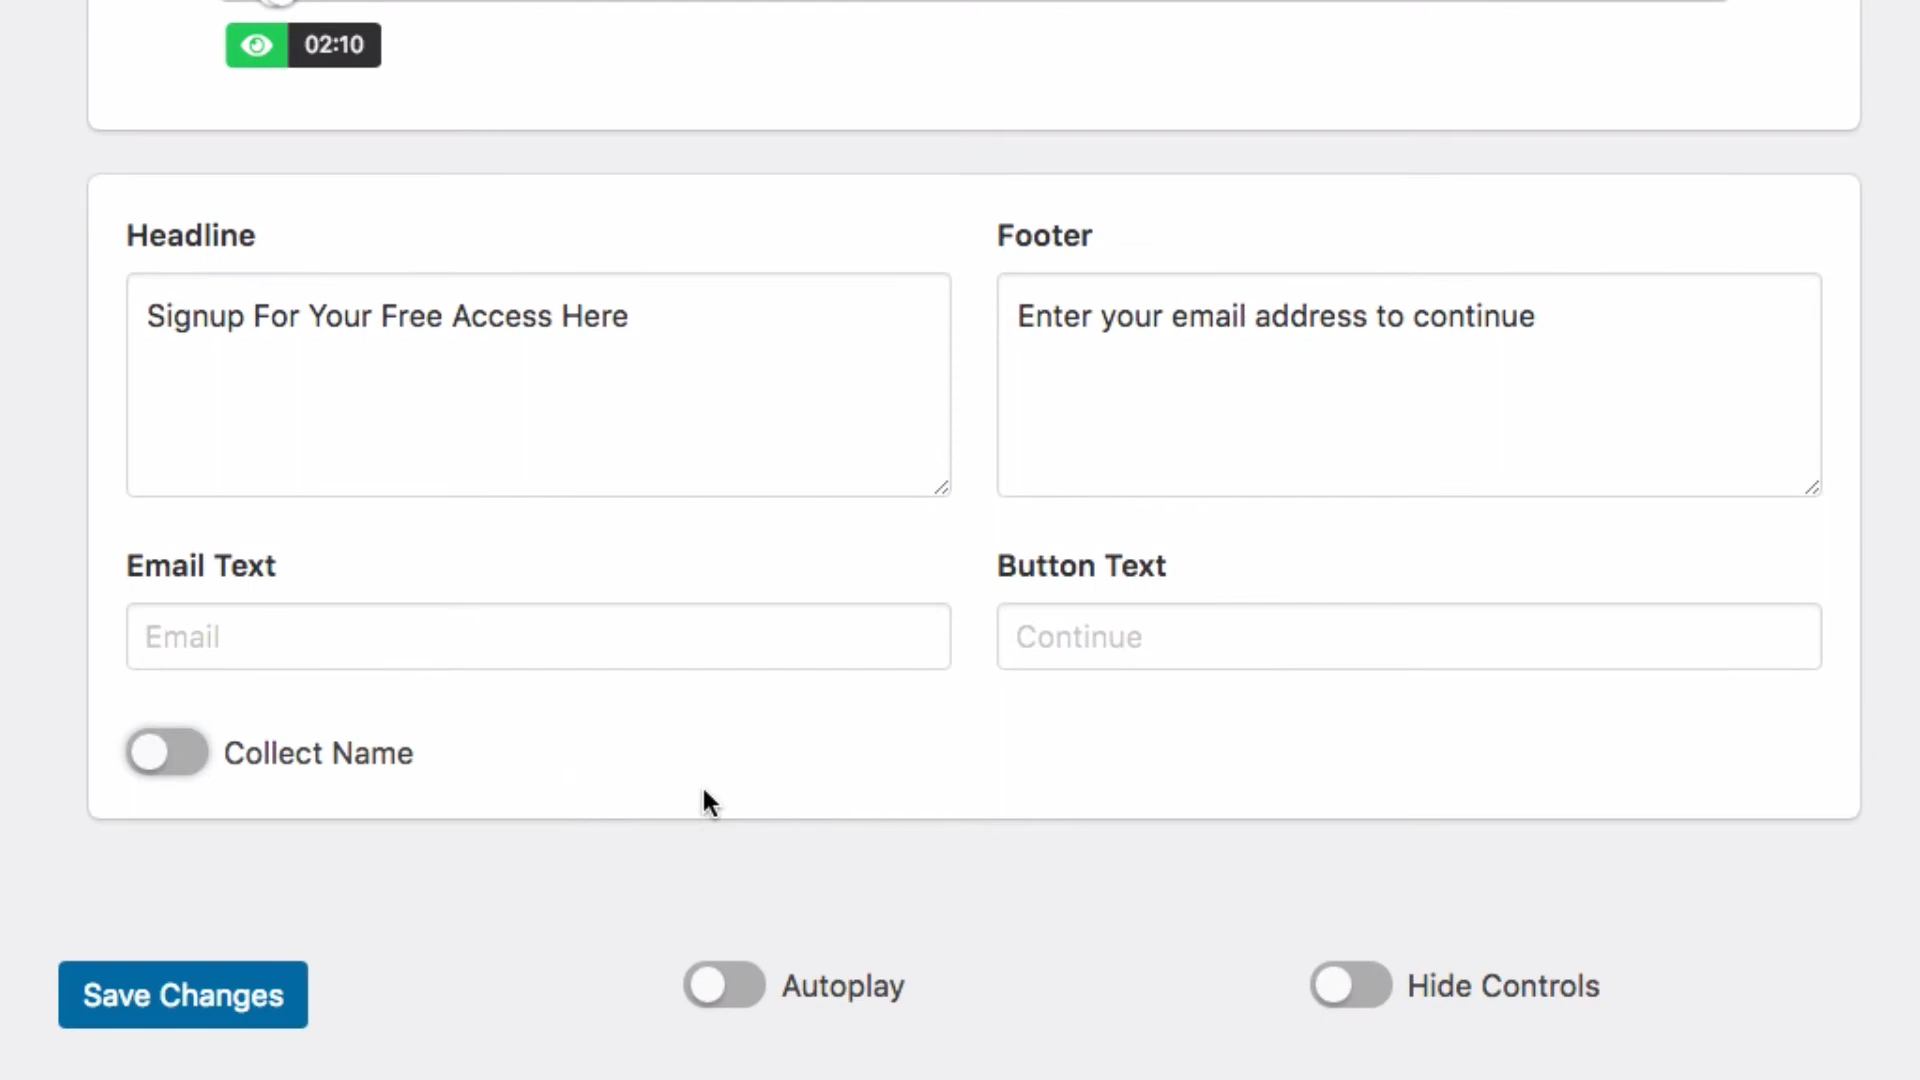 02:10
Headline
Footer
Signup For Your Free Access Here
Enter your email address to continue
Email Text
Button Text
Email
Continue
Collect Name
Save Changes
Autoplay
Hide Controls